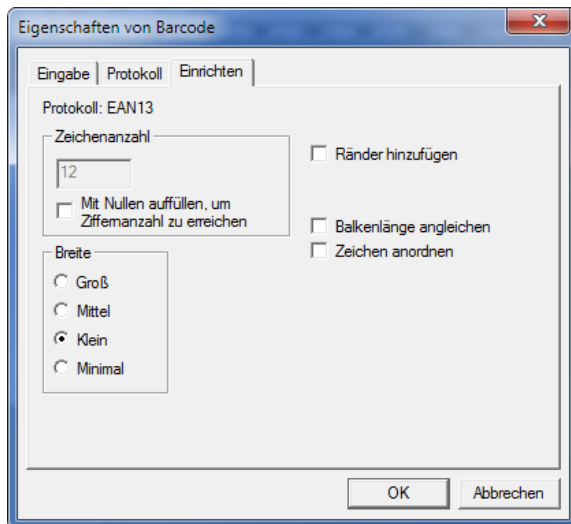 Eigenschaften von Barcode
Eingabe Protokoll Einrichten
Protokoll: EAN13
Zeichenanzahl
12
Mit Nullen auffüllen, um
Ziffernanzahl zu erreichen
Ränder hinzufügen
Balkenlänge angleichen
Zeichen anordnen
Breite
Groß
Mittel
Klein
Minimal
OK Abbrechen